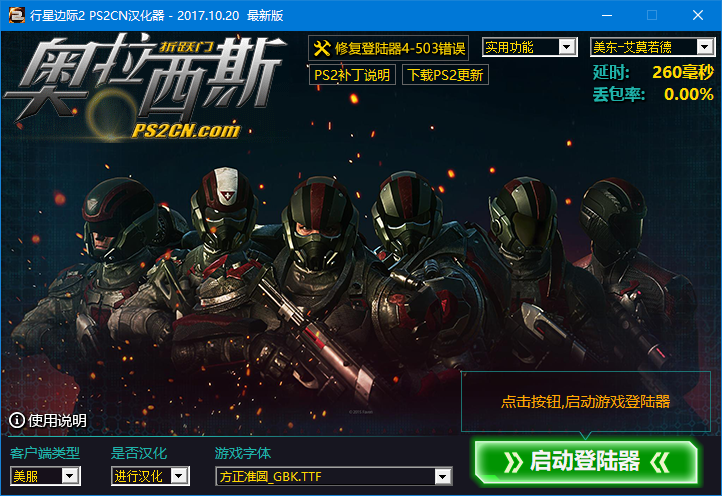 行星边际2 PS2CN汉化器 - 2017.10.20 最新版
折跃门
奥拉西斯
PS2CN.com
修复登陆器4-503错误
实用功能
美东-艾莫若德
PS2补丁说明
下载PS2更新
延时: 260毫秒
丢包率: 0.00%
点击按钮,启动游戏登陆器
使用说明
客户端类型
是否汉化
游戏字体
美服
进行汉化
方正准圆_GBK.TTF
启动登陆器